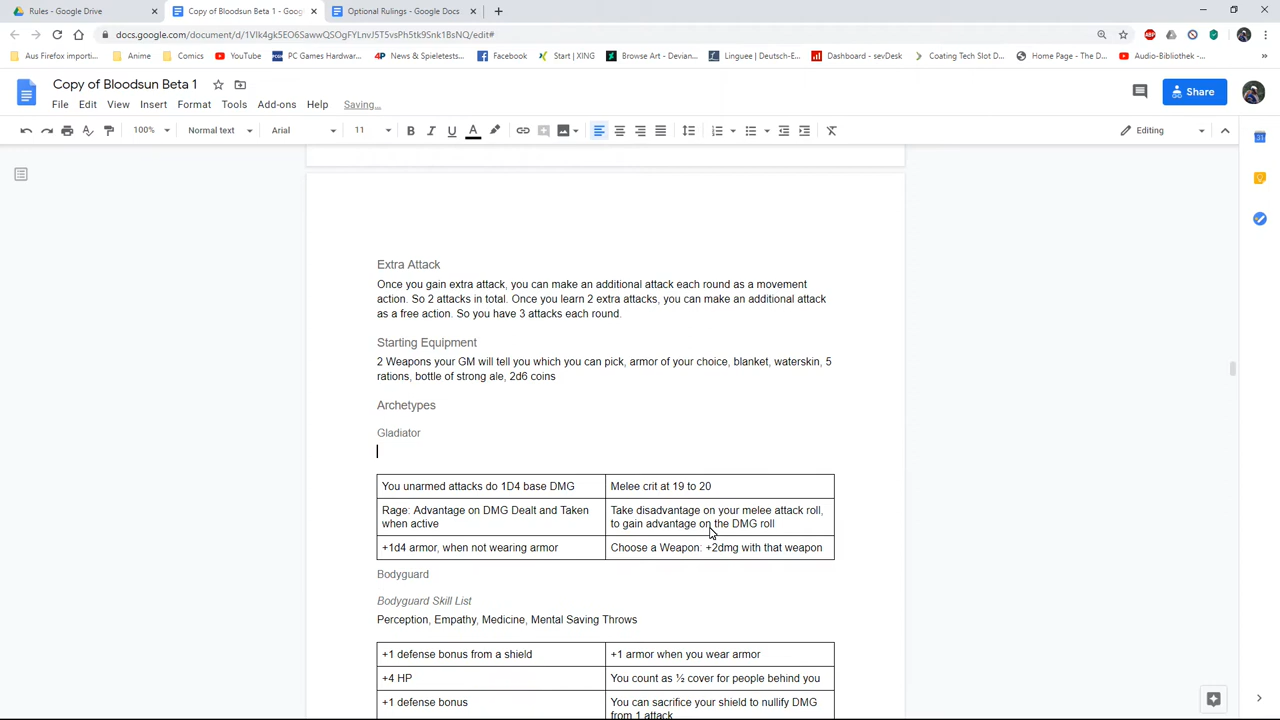 Rules - Google Drive
Copy of Bloodsun Beta 1 - Goog
Optional Rulings - Google Docs
docs.google.com/document/d/1VIk4gk5EO6SawwQSOgFYLnvJ5T5vsPh5tk9Snk1BsNQ/edit#
Aus Firefox importi...
Anime
Comics
YouTube
PC Games Hardwar...
News & Spieletests...
Facebook
Start | XING
Browse Art - Devian...
Linguee | Deutsch-E...
Dashboard - sevDesk
Coating Tech Slot D...
Home Page - The D...
Audio-Bibliothek -...
Copy of Bloodsun Beta 1
File Edit View Insert Format Tools Add-ons Help Saving...
Share
100% Normal text Arial 11 B I U A Editing
Extra Attack
Once you gain extra attack, you can make an additional attack each round as a movement
action. So 2 attacks in total. Once you learn 2 extra attacks, you can make an additional attack
as a free action. So you have 3 attacks each round.
Starting Equipment
2 Weapons your GM will tell you which you can pick, armor of your choice, blanket, waterskin, 5
rations, bottle of strong ale, 2d6 coins
Archetypes
Gladiator
You unarmed attacks do 1D4 base DMG
Melee crit at 19 to 20
Rage: Advantage on DMG Dealt and Taken
when active
Take disadvantage on your melee attack roll,
to gain advantage on the DMG roll
+1d4 armor, when not wearing armor
Choose a Weapon: +2dmg with that weapon
Bodyguard
Bodyguard Skill List
Perception, Empathy, Medicine, Mental Saving Throws
+1 defense bonus from a shield
+1 armor when you wear armor
+4 HP
You count as ½ cover for people behind you
+1 defense bonus
You can sacrifice your shield to nullify DMG
from 1 attack